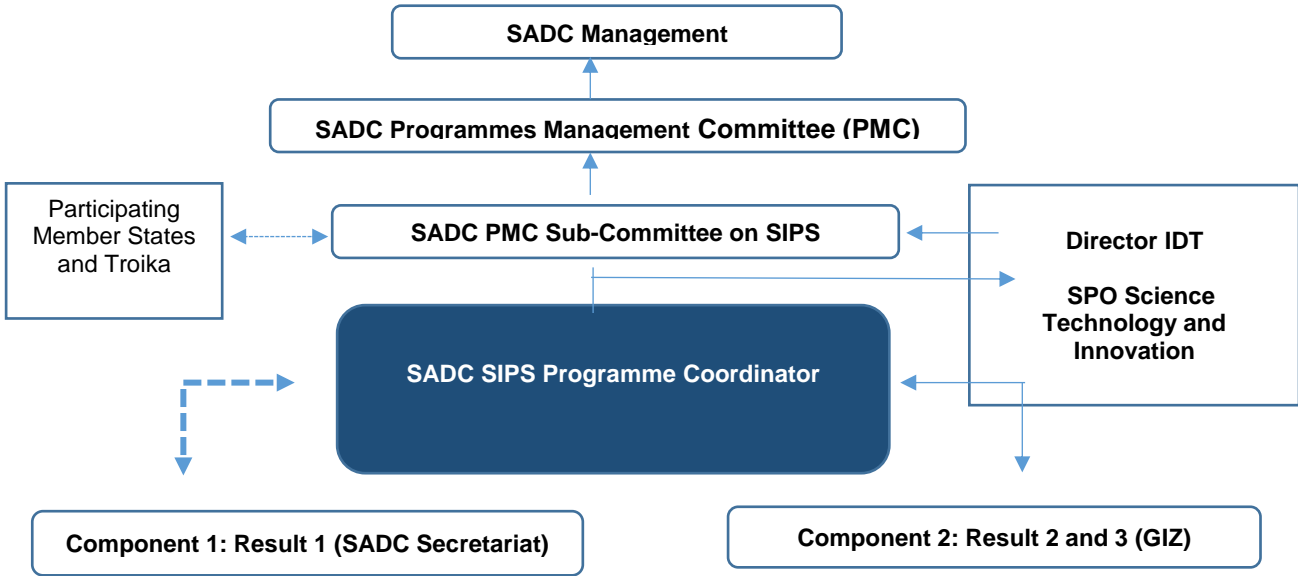 SADC Management
SADC Programmes Management Committee (PMC)
Participating
Member States
and Troika
SADC PMC Sub-Committee on SIPS
Director IDT
SPO Science
Technology and
Innovation
SADC SIPS Programme Coordinator
Component 1: Result 1 (SADC Secretariat)
Component 2: Result 2 and 3 (GIZ)